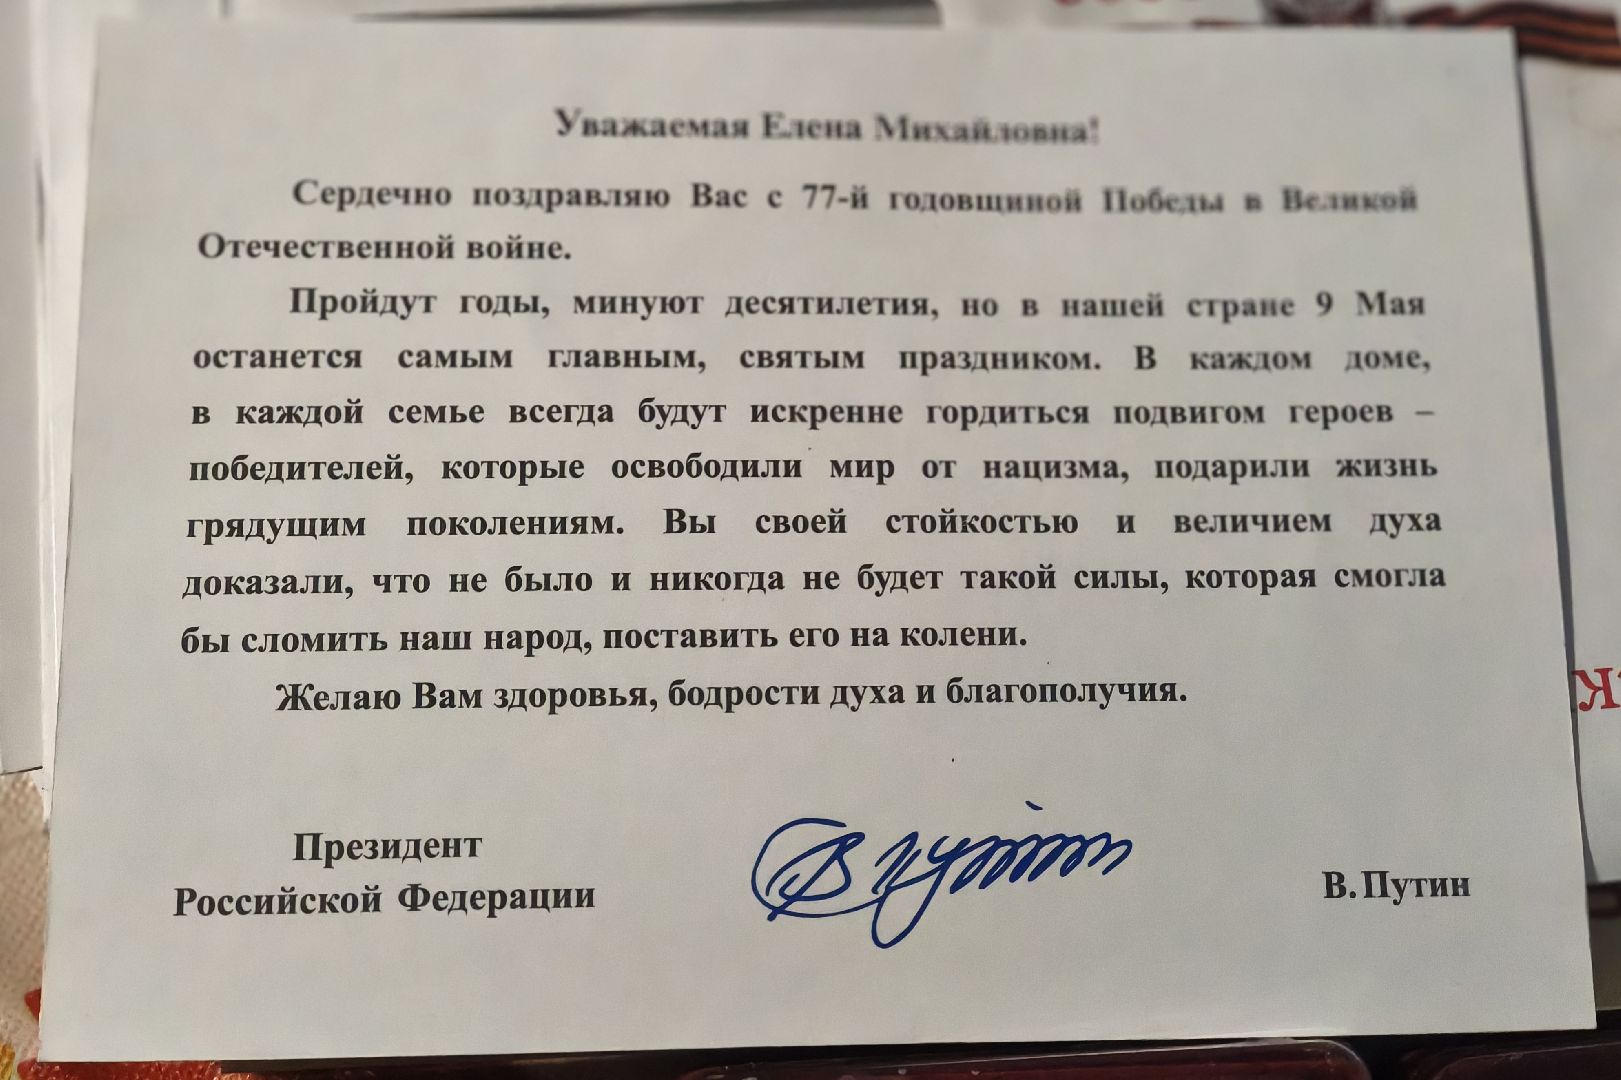 Уважаемая Елена Михайловна!
Сердечно поздравляю Вас с 77-й годовщиной Победы в Великой
Отечественной войне.
Пройдут годы, минуют десятилетия, но в нашей стране 9 Мая
останется самым главным, святым праздником. В каждом доме,
в каждой семье всегда будут искренне гордиться подвигом героев –
победителей, которые освободили мир от нацизма, подарили жизнь
грядущим поколениям. Вы своей стойкостью и величием духа
доказали, что не было и никогда не будет такой силы, которая смогла
бы сломить наш народ, поставить его на колени.
Желаю Вам здоровья, бодрости духа и благополучия.
Президент
Российской Федерации
В.Путин